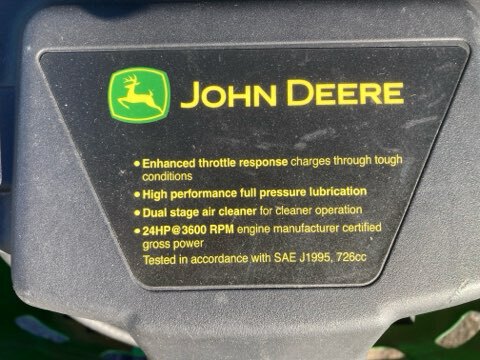 JOHN DEERE
• Enhanced throttle response charges through tough
conditions
• High performance full pressure lubrication
• Dual stage air cleaner for cleaner operation
• 24HP@3600 RPM engine manufacturer certified
gross power
Tested in accordance with SAE J1995, 726cc